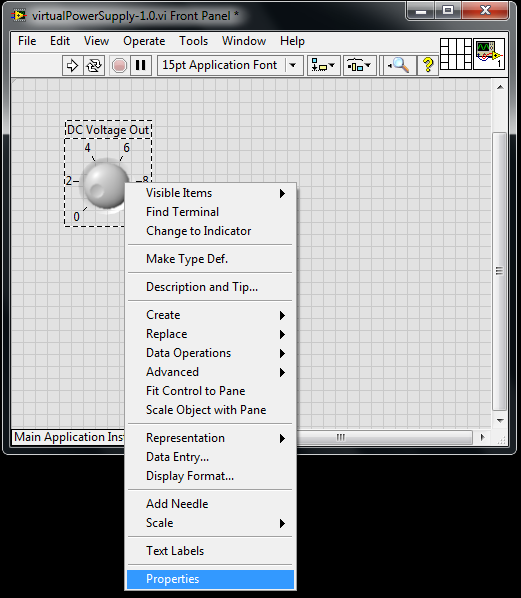 virtualPowerSupply-1.0.vi Front Panel *
File Edit View Operate Tools Window Help
15pt Application Font
?
1
DC Voltage Out
4 6
2 8
0
Visible Items
Find Terminal
Change to Indicator
Make Type Def.
Description and Tip...
Create
Replace
Data Operations
Advanced
Fit Control to Pane
Scale Object with Pane
Main Application Ins
Representation
Data Entry...
Display Format...
Add Needle
Scale
Text Labels
Properties